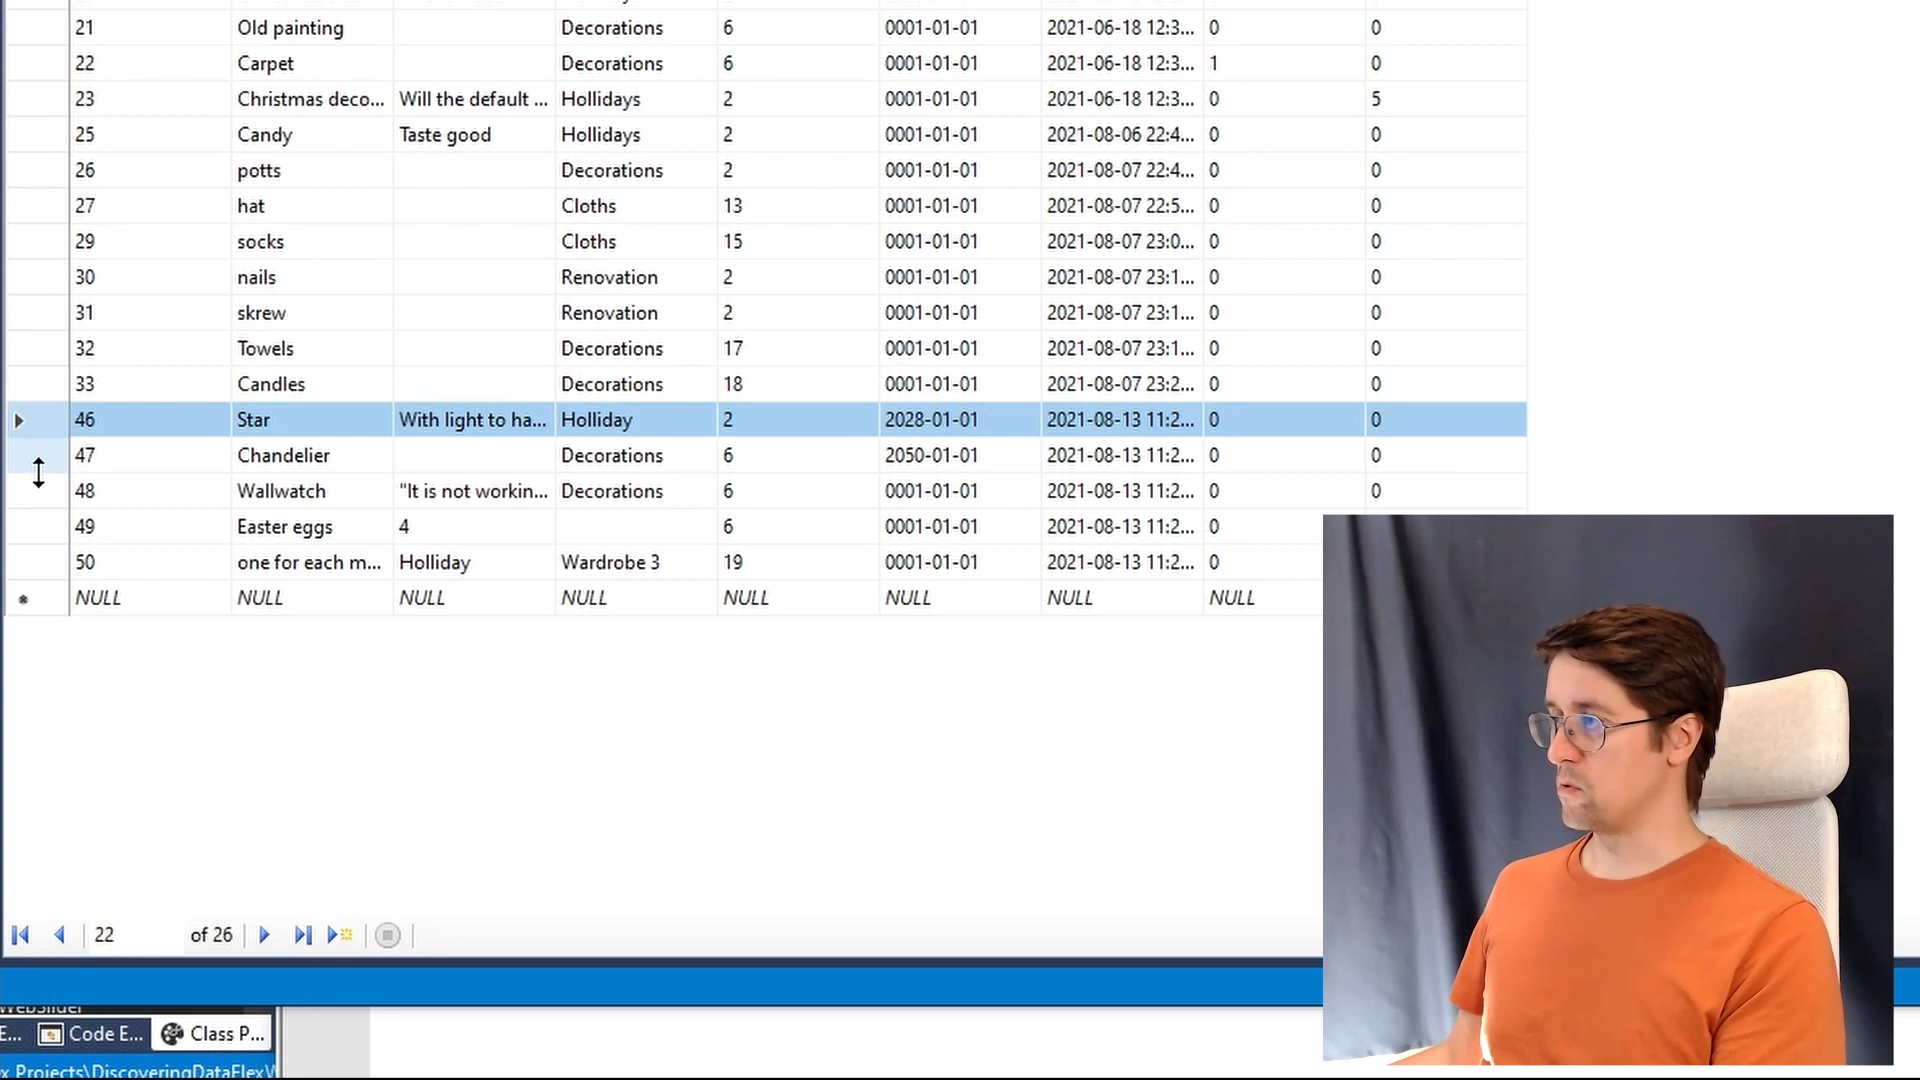 21 Old painting Decorations 6 0001-01-01 2021-06-18 12:3... 0 0
22 Carpet Decorations 6 0001-01-01 2021-06-18 12:3... 1 0
23 Christmas deco... Will the default ... Hollidays 2 0001-01-01 2021-06-18 12:3... 0 5
25 Candy Taste good Hollidays 2 0001-01-01 2021-08-06 22:4... 0 0
26 potts Decorations 2 0001-01-01 2021-08-07 22:4... 0 0
27 hat Cloths 13 0001-01-01 2021-08-07 22:5... 0 0
29 socks Cloths 15 0001-01-01 2021-08-07 23:0... 0 0
30 nails Renovation 2 0001-01-01 2021-08-07 23:1... 0 0
31 skrew Renovation 2 0001-01-01 2021-08-07 23:1... 0 0
32 Towels Decorations 17 0001-01-01 2021-08-07 23:1... 0 0
33 Candles Decorations 18 0001-01-01 2021-08-07 23:2... 0 0
46 Star With light to ha... Holliday 2 2028-01-01 2021-08-13 11:2... 0 0
47 Chandelier Decorations 6 2050-01-01 2021-08-13 11:2... 0 0
48 Wallwatch "It is not workin... Decorations 6 0001-01-01 2021-08-13 11:2... 0 0
49 Easter eggs 4 6 0001-01-01 2021-08-13 11:2... 0
50 one for each m... Holliday Wardrobe 3 19 0001-01-01 2021-08-13 11:2... 0
NULL NULL NULL NULL NULL NULL NULL NULL
22 of 26
E... Code E... Class P...
x Projects\DiscoveringDataFlexW